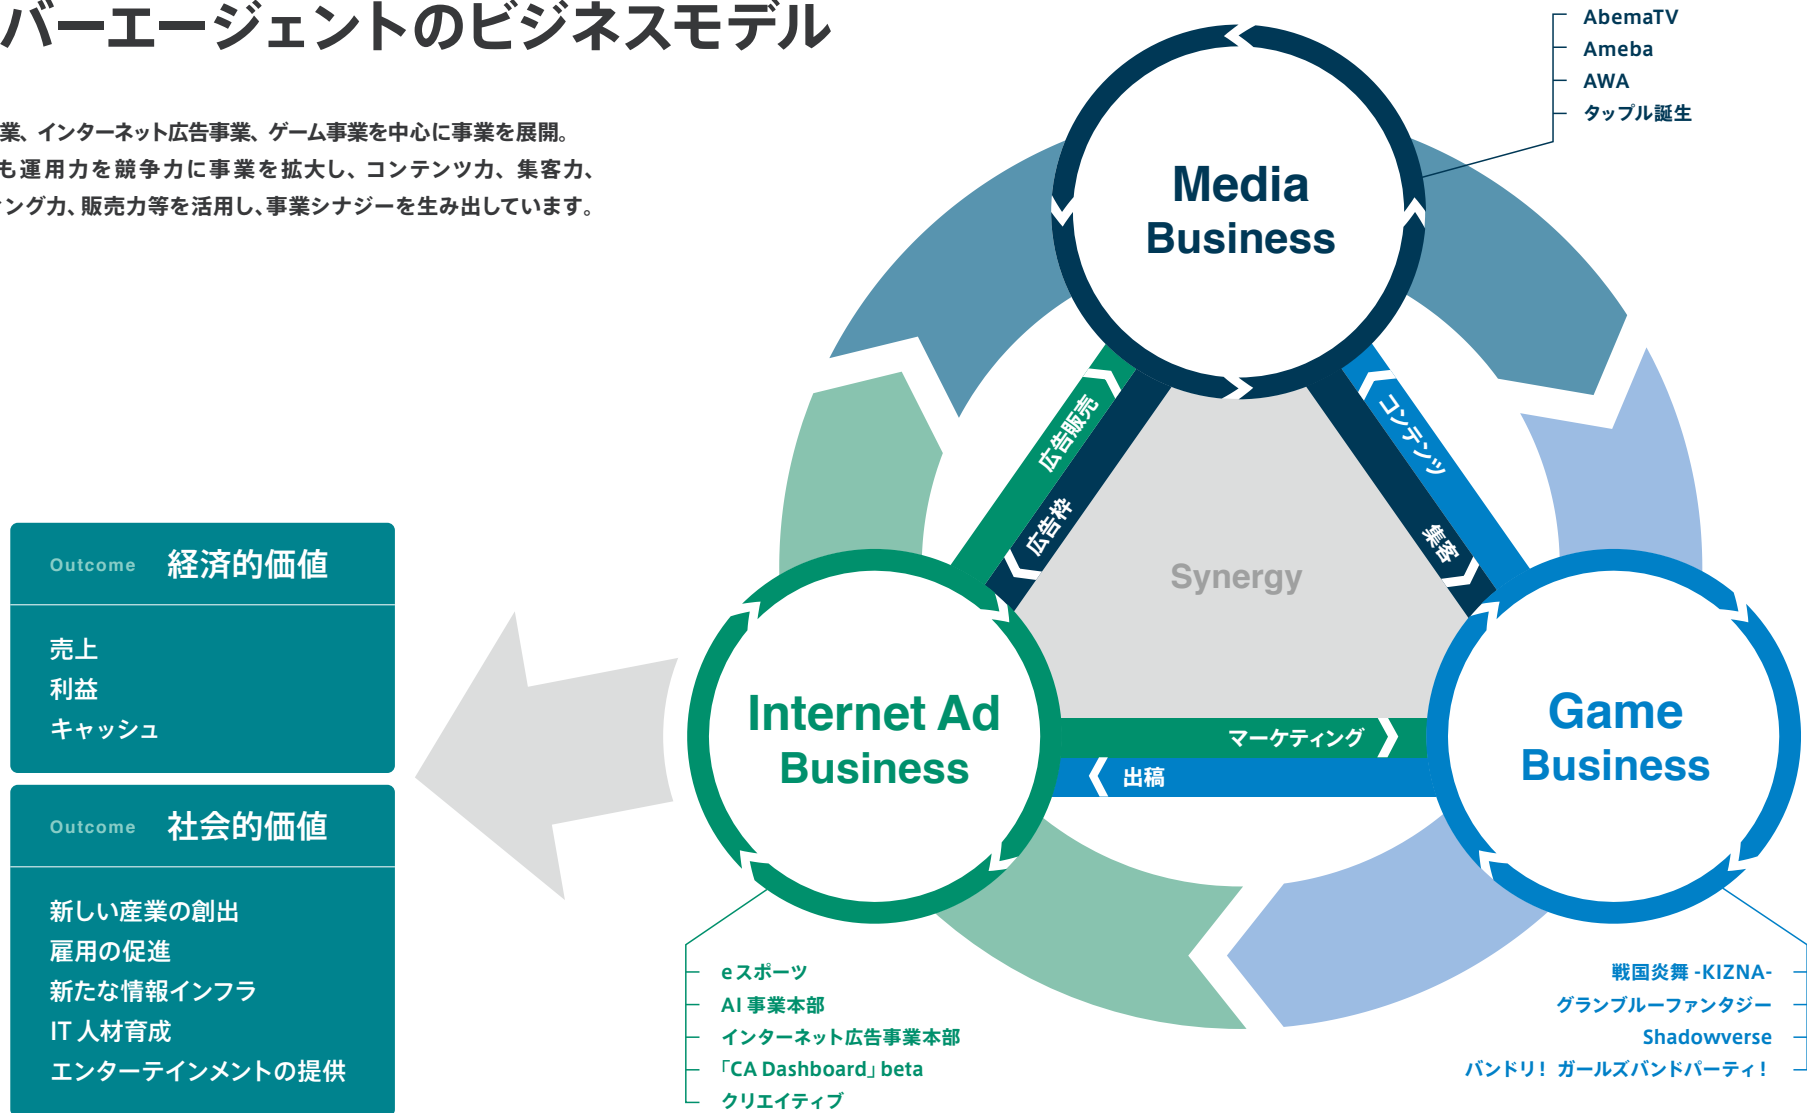 バーエージェントのビジネスモデル
業、インターネット広告事業、ゲーム事業を中心に事業を展開。
も運用力を競争力に事業を拡大し、コンテンツ力、集客力、
ィング力、販売力等を活用し、事業シナジーを生み出しています。
AbemaTV
Ameba
AWA
タップル誕生
Media
Business
広告販売
広告枠
コンテンツ
集客
Synergy
Outcome 経済的価値
売上
利益
キャッシュ
Outcome 社会的価値
新しい産業の創出
雇用の促進
新たな情報インフラ
IT 人材育成
エンターテインメントの提供
Internet Ad
Business
マーケティング
出稿
Game
Business
eスポーツ
AI 事業本部
インターネット広告事業本部
「CA Dashboard」beta
クリエイティブ
戦国炎舞 -KIZNA-
グランブルーファンタジー
Shadowverse
バンドリ! ガールズバンドパーティ!